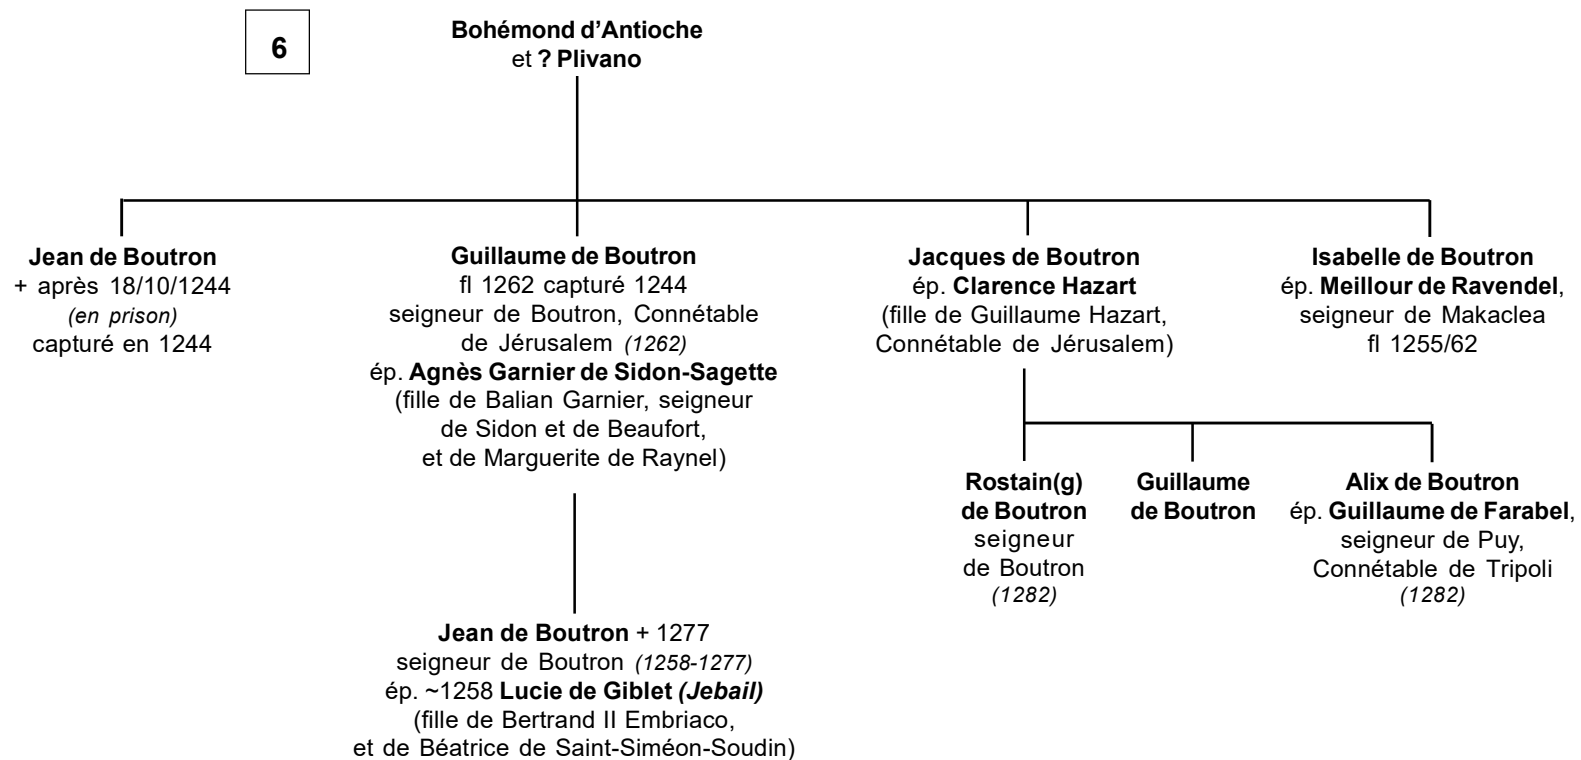 6
Bohémond d'Antioche
et ? Plivano
Jean de Boutron
+ après 18/10/1244
(en prison)
capturé en 1244
Guillaume de Boutron
fl 1262 capturé 1244
seigneur de Boutron, Connétable
de Jérusalem (1262)
ép. Agnès Garnier de Sidon-Sagette
(fille de Balian Garnier, seigneur
de Sidon et de Beaufort,
et de Marguerite de Raynel)
Jacques de Boutron
ép. Clarence Hazart
(fille de Guillaume Hazart,
Connétable de Jérusalem)
Isabelle de Boutron
ép. Meillour de Ravendel,
seigneur de Makaclea
fl 1255/62
Rostain(g)
de Boutron
seigneur
de Boutron
(1282)
Guillaume
de Boutron
Alix de Boutron
ép. Guillaume de Farabel,
seigneur de Puy,
Connétable de Tripoli
(1282)
Jean de Boutron + 1277
seigneur de Boutron (1258-1277)
ép. ~1258 Lucie de Giblet (Jebail)
(fille de Bertrand II Embriaco,
et de Béatrice de Saint-Siméon-Soudin)